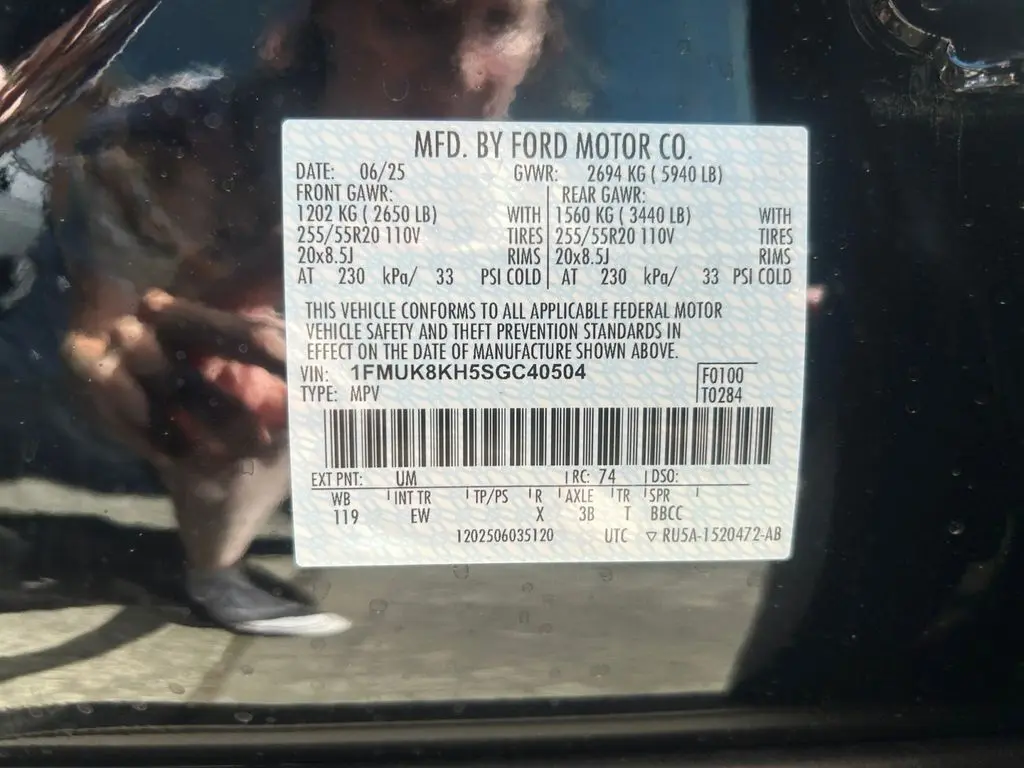 MFD. BY FORD MOTOR CO.
DATE: 06/25 GVWR: 2694 KG ( 5940 LB)
FRONT GAWR: REAR GAWR:
1202 KG ( 2650 LB) WITH 1560 KG ( 3440 LB) WITH
255/55R20 110V TIRES 255/55R20 110V TIRES
20x8.5J RIMS 20x8.5J RIMS
AT 230 kPa/ 33 PSI COLD AT 230 kPa/ 33 PSI COLD
THIS VEHICLE CONFORMS TO ALL APPLICABLE FEDERAL MOTOR
VEHICLE SAFETY AND THEFT PREVENTION STANDARDS IN
EFFECT ON THE DATE OF MANUFACTURE SHOWN ABOVE.
VIN: 1FMUK8KH5SGC40504 F0100
TYPE: MPV T0284
EXT PNT: UM RC: 74 DSO:
WB INT TR TP/PS R AXLE TR SPR
119 EW X 3B T BBCC
1202506035120 UTC ▽ RU5A-1520472-AB